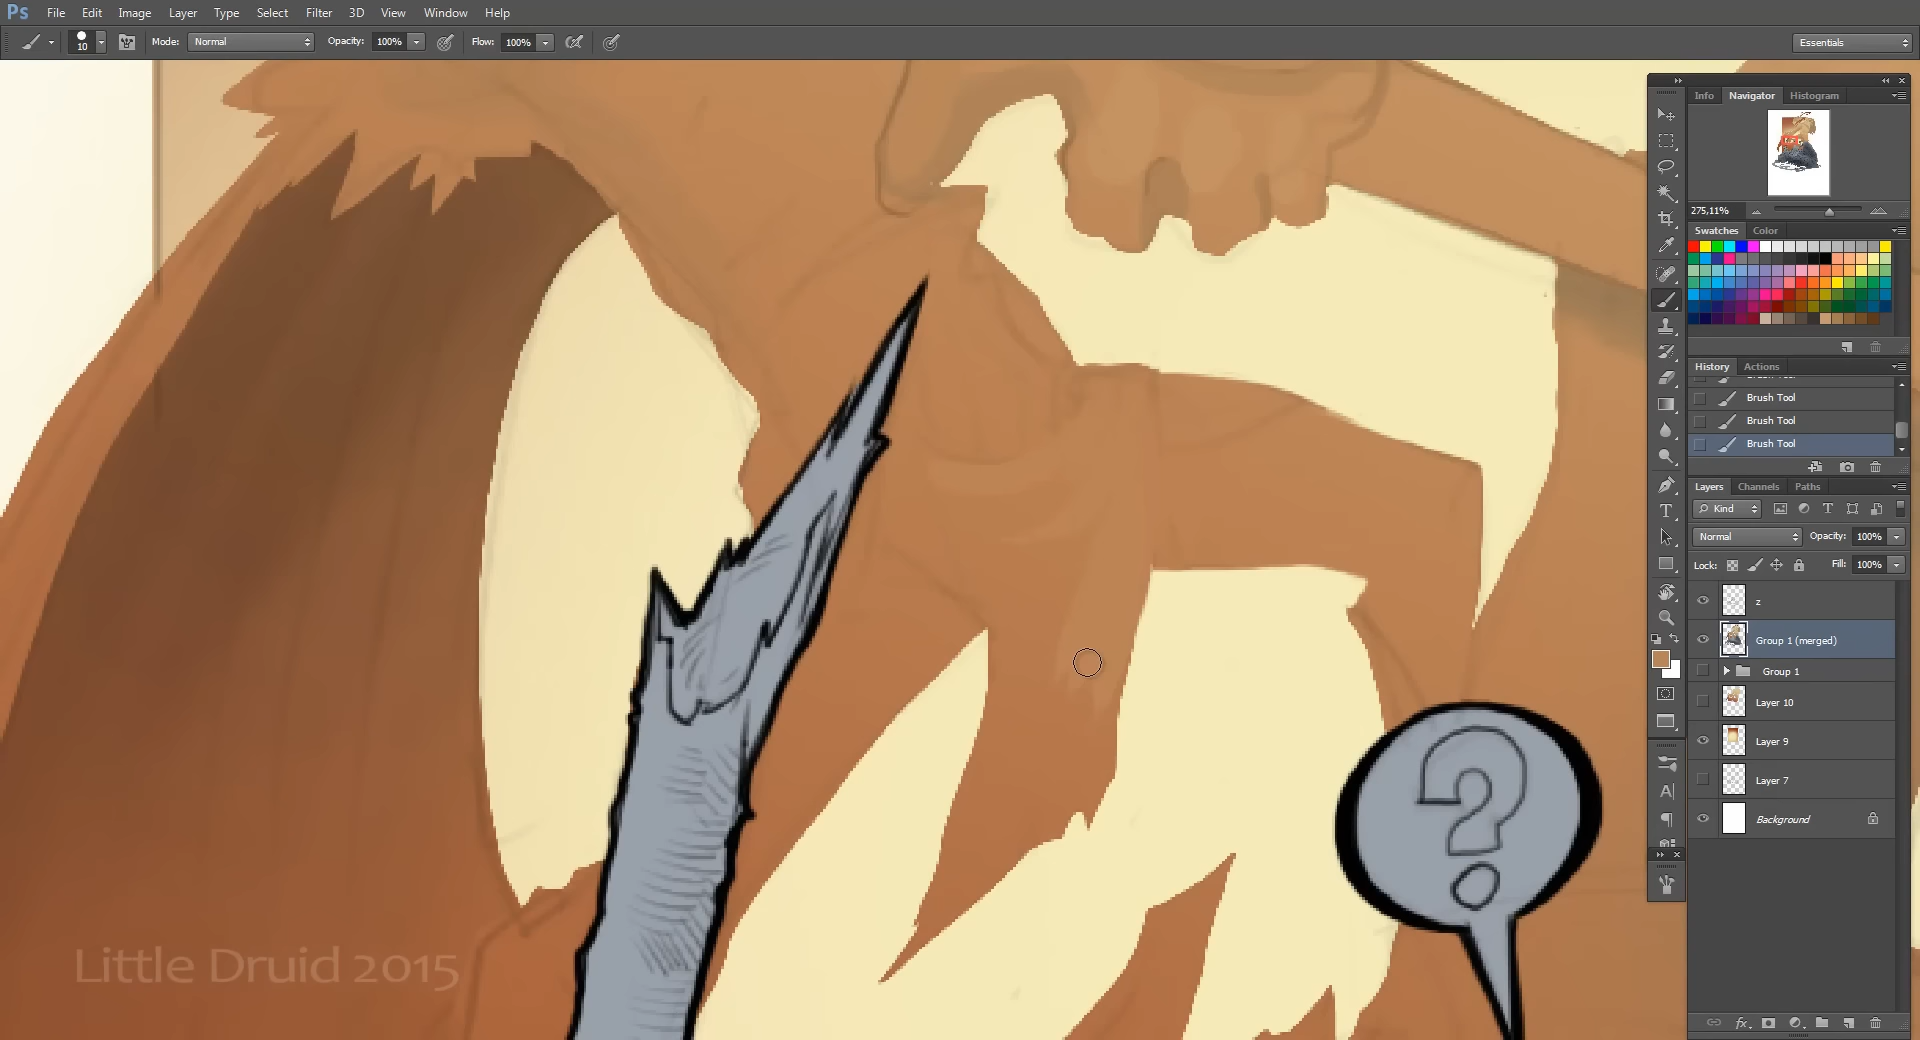 Ps File Edit Image Layer Type Select Filter 3D View Window Help
10 Mode: Normal Opacity: 100% Flow: 100% Essentials
Info Navigator Histogram
275,11%
Swatches Color
History Actions
Brush Tool
Brush Tool
Brush Tool
Layers Channels Paths
Kind
Normal Opacity: 100%
Lock: Fill: 100%
z
Group 1 (merged)
Group 1
Layer 10
Layer 9
Layer 7
Background
?
Little Druid 2015